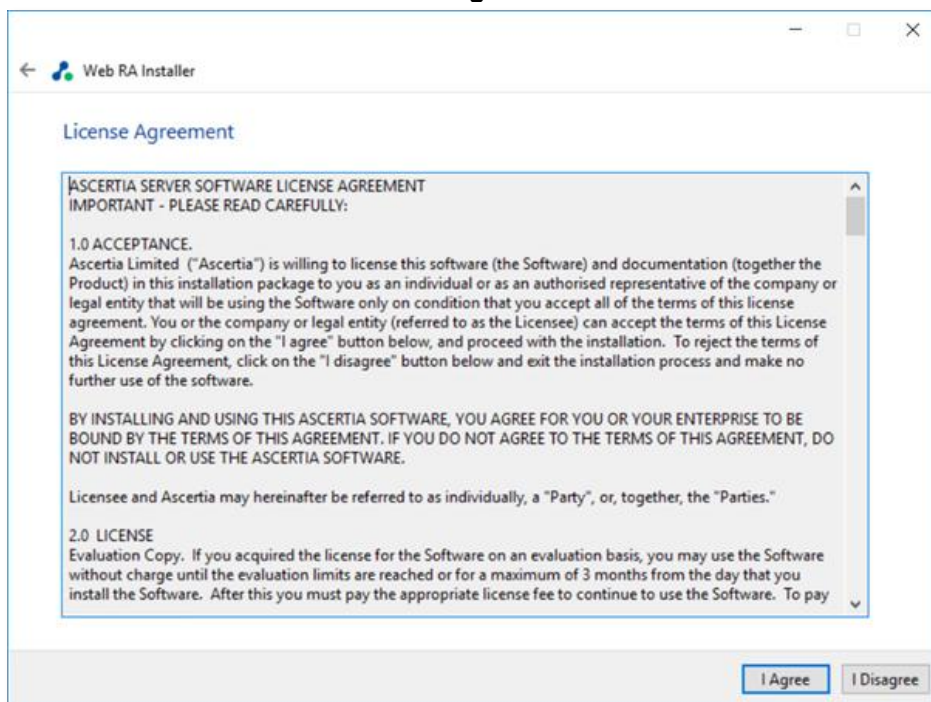 Web RA Installer
License Agreement
ASCERTIA SERVER SOFTWARE LICENSE AGREEMENT
IMPORTANT - PLEASE READ CAREFULLY:
1.0 ACCEPTANCE.
Ascertia Limited  ("Ascertia") is willing to license this software (the Software) and documentation (together the
Product) in this installation package to you as an individual or as an authorised representative of the company or
legal entity that will be using the Software only on condition that you accept all of the terms of this license
agreement. You or the company or legal entity (referred to as the Licensee) can accept the terms of this License
Agreement by clicking on the "I agree" button below, and proceed with the installation.  To reject the terms of
this License Agreement, click on the "I disagree" button below and exit the installation process and make no
further use of the software.
BY INSTALLING AND USING THIS ASCERTIA SOFTWARE, YOU AGREE FOR YOU OR YOUR ENTERPRISE TO BE
BOUND BY THE TERMS OF THIS AGREEMENT. IF YOU DO NOT AGREE TO THE TERMS OF THIS AGREEMENT, DO
NOT INSTALL OR USE THE ASCERTIA SOFTWARE.
Licensee and Ascertia may hereinafter be referred to as individually, a "Party", or, together, the "Parties."
2.0  LICENSE
Evaluation Copy.  If you acquired the license for the Software on an evaluation basis, you may use the Software
without charge until the evaluation limits are reached or for a maximum of 3 months from the day that you
install the Software.  After this you must pay the appropriate license fee to continue to use the Software.  To pay
I Agree
I Disagree